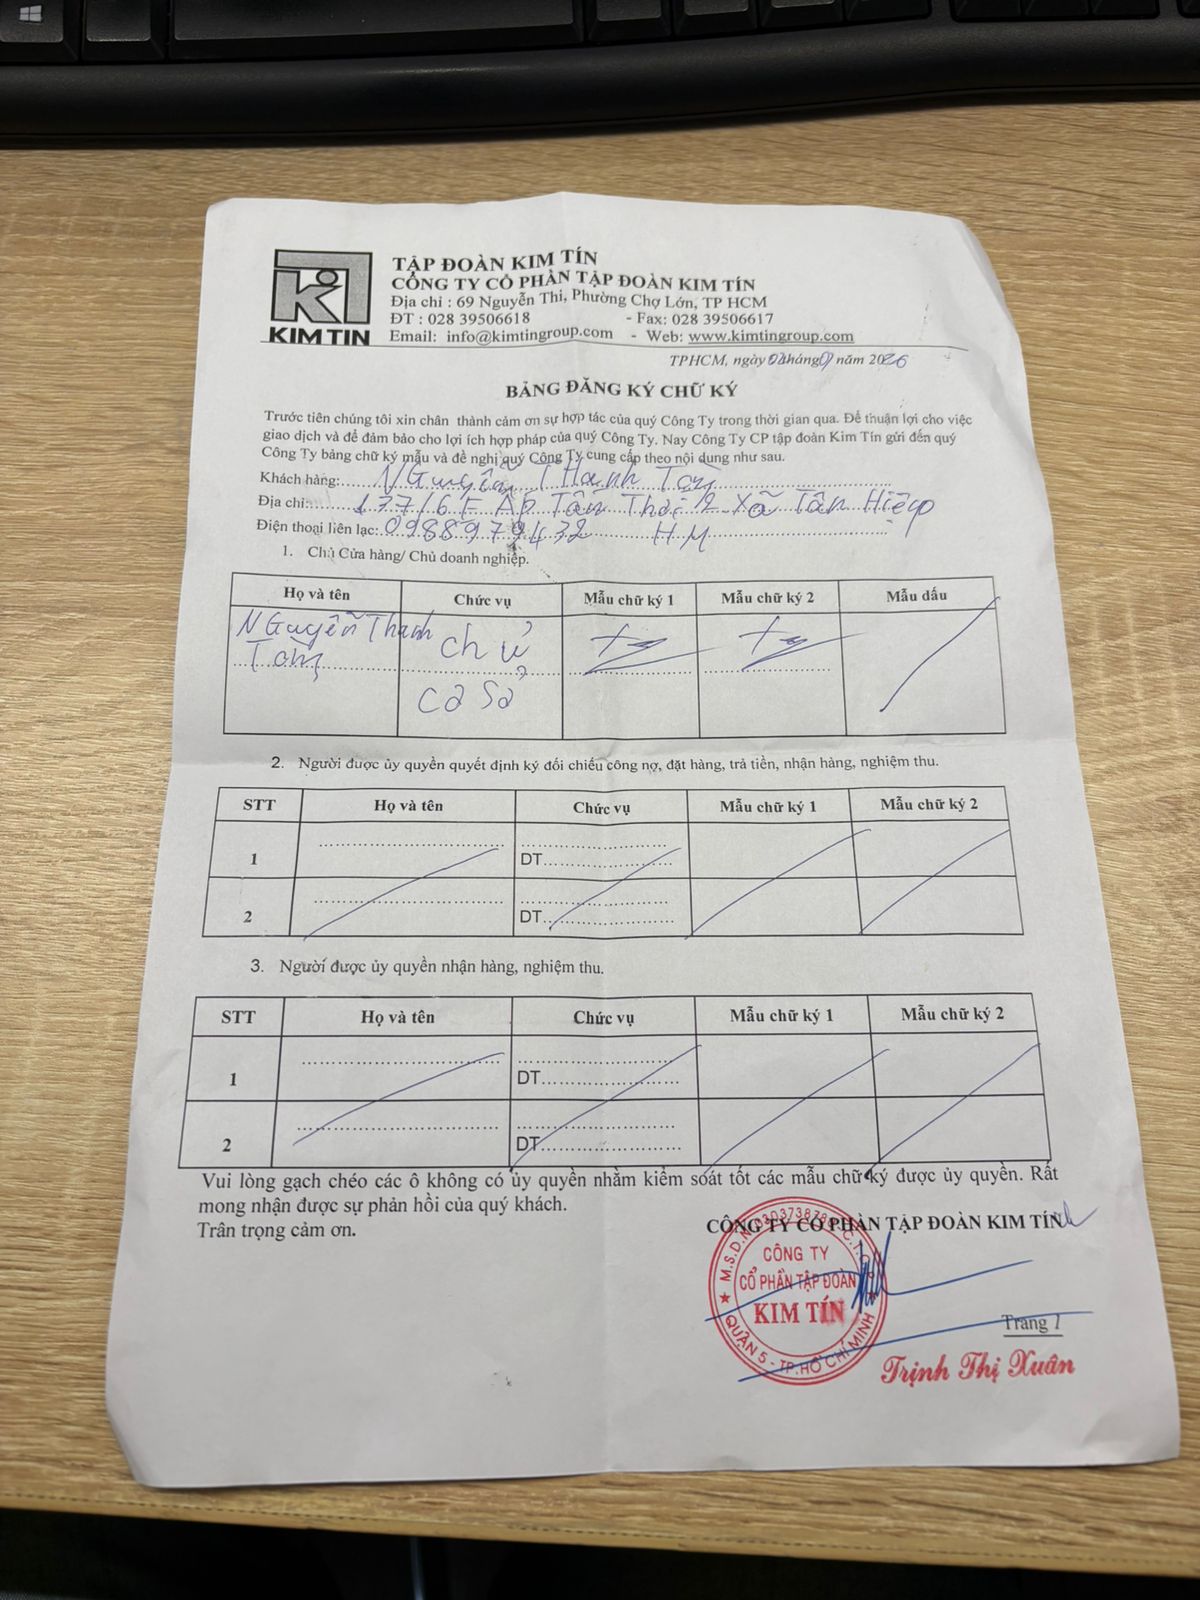 KIM TIN
TẬP ĐOÀN KIM TÍN
CÔNG TY CỔ PHẦN TẬP ĐOÀN KIM TÍN
Địa chỉ : 69 Nguyễn Thi, Phường Chợ Lớn, TP HCM
ĐT : 028 39506618 - Fax: 028 39506617
Email: info@kimtingroup.com - Web: www.kimtingroup.com
TPHCM, ngày tháng năm 2026
BẢNG ĐĂNG KÝ CHỮ KÝ
Trước tiên chúng tôi xin chân thành cảm ơn sự hợp tác của quý Công Ty trong thời gian qua. Để thuận lợi cho việc
giao dịch và để đảm bảo cho lợi ích hợp pháp của quý Công Ty. Nay Công Ty CP tập đoàn Kim Tín gửi đến quý
Công Ty bảng chữ ký mẫu và đề nghị quý Công Ty cung cấp theo nội dung như sau.
Khách hàng: NGuyễn THanh
Địa chỉ: 177/6F Ấp Tân Thới 2 Xã Tân Hiệp
Điện thoại liên lạc: 0988979432 HM
1. Chủ Cửa hàng/ Chủ doanh nghiệp.
Họ và tên Chức vụ Mẫu chữ ký 1 Mẫu chữ ký 2 Mẫu dấu
NGuyễn Thanh chủ
cơ sở
2. Người được ủy quyền quyết định ký đối chiếu công nợ, đặt hàng, trả tiền, nhận hàng, nghiệm thu.
STT Họ và tên Chức vụ Mẫu chữ ký 1 Mẫu chữ ký 2
1 DT
2 DT
3. Người được ủy quyền nhận hàng, nghiệm thu.
STT Họ và tên Chức vụ Mẫu chữ ký 1 Mẫu chữ ký 2
1 DT
2 DT
Vui lòng gạch chéo các ô không có ủy quyền nhằm kiểm soát tốt các mẫu chữ ký được ủy quyền. Rất
mong nhận được sự phản hồi của quý khách.
Trân trọng cảm ơn.
CÔNG TY CỔ PHẦN TẬP ĐOÀN KIM TÍN
CÔNG TY
CỔ PHẦN TẬP ĐOÀN
KIM TÍN
QUẬN 5 - TP.HỒ CHÍ MINH
Trang 1
Trịnh Thị Xuân